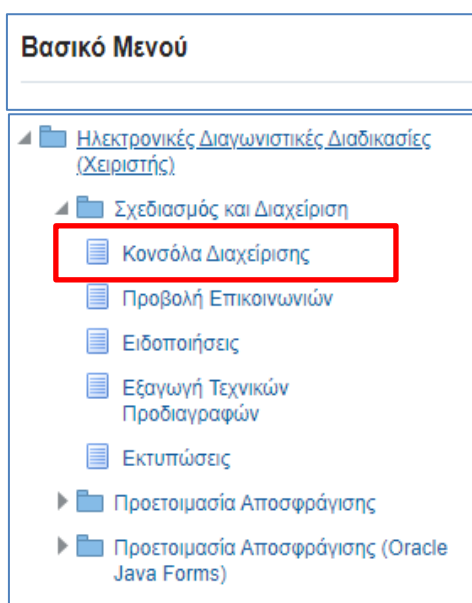 Βασικό Μενού
Ηλεκτρονικές Διαγωνιστικές Διαδικασίες
(Χειριστής)
Σχεδιασμός και Διαχείριση
Κονσόλα Διαχείρισης
Προβολή Επικοινωνιών
Ειδοποιήσεις
Εξαγωγή Τεχνικών
Προδιαγραφών
Εκτυπώσεις
Προετοιμασία Αποσφράγισης
Προετοιμασία Αποσφράγισης (Oracle
Java Forms)